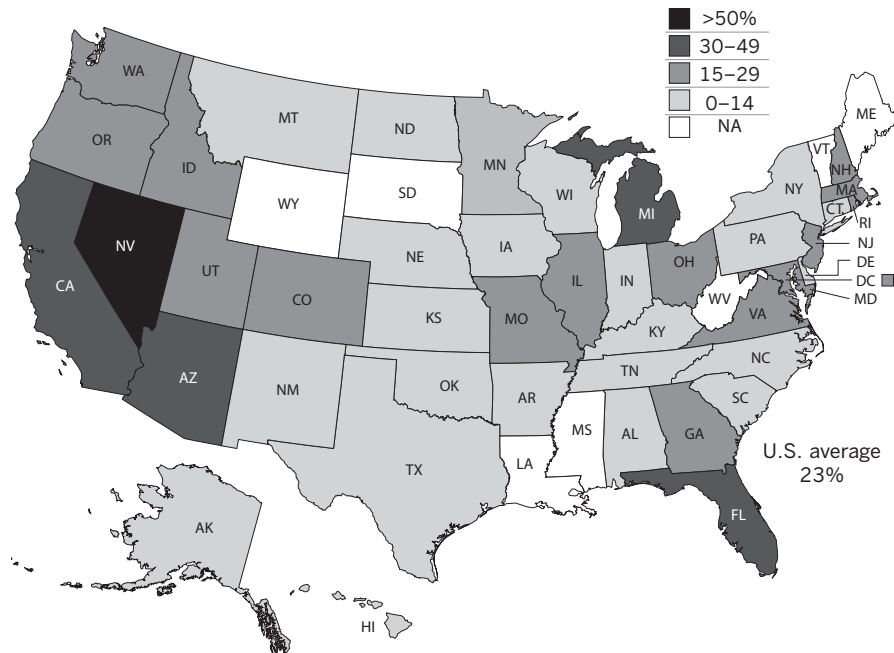 >50%
30–49
15–29
0–14
NA
WA
OR
ID
MT
ND
MN
WI
MI
ME
VT
NH
NY
MA
CT
RI
NJ
DE
DC
MD
PA
WY
SD
NE
IA
IL
IN
OH
WV
VA
NV
CA
UT
CO
KS
MO
KY
TN
NC
SC
AZ
NM
OK
AR
MS
AL
GA
TX
LA
FL
U.S. average
23%
AK
HI